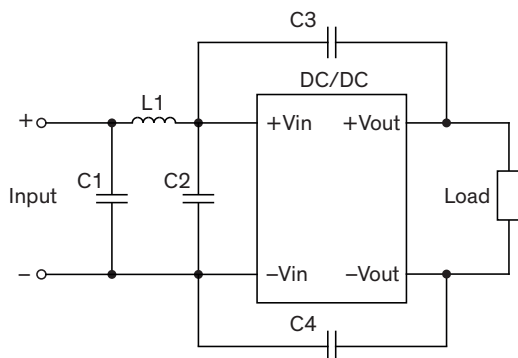 C3
DC/DC
L1
+
+Vin
+Vout
Input
C1
C2
Load
–
–Vin
–Vout
C4